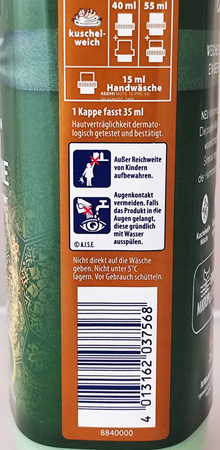 40 ml 55 ml
kuschel-
weich
15 ml
Handwäsche
1 Kappe fasst 35 ml
Hautverträglichkeit dermato-
logisch getestet und bestätigt.
Außer Reichweite
von Kindern
aufbewahren.
Augenkontakt
vermeiden. Falls
das Produkt in die
Augen gelangt,
diese gründlich
mit Wasser
ausspülen.
© A.I.S.E.
Nicht direkt auf die Wäsche
geben. Nicht unter 5°C
lagern. Vor Gebrauch schütteln.
4 013162 037568
8840000